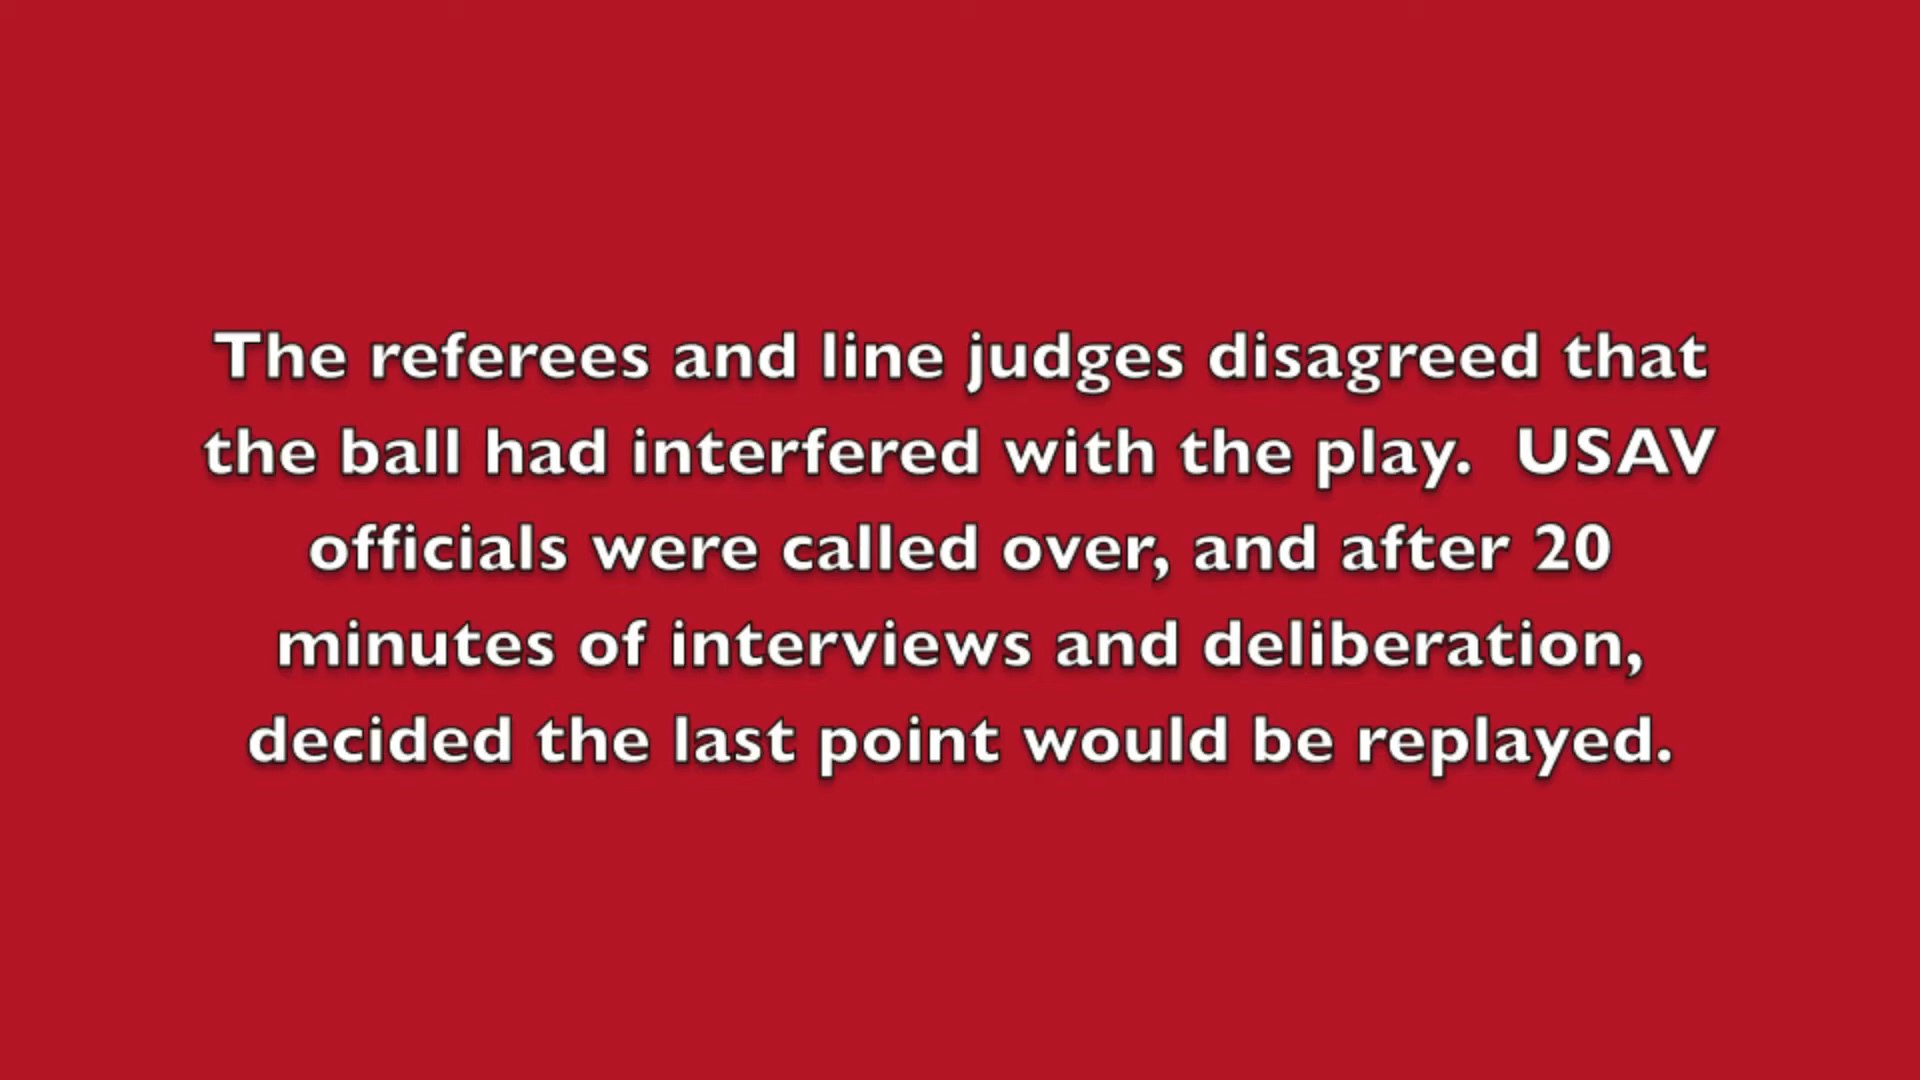 The referees and line judges disagreed that
the ball had interfered with the play.  USAV
officials were called over, and after 20
minutes of interviews and deliberation,
decided the last point would be replayed.